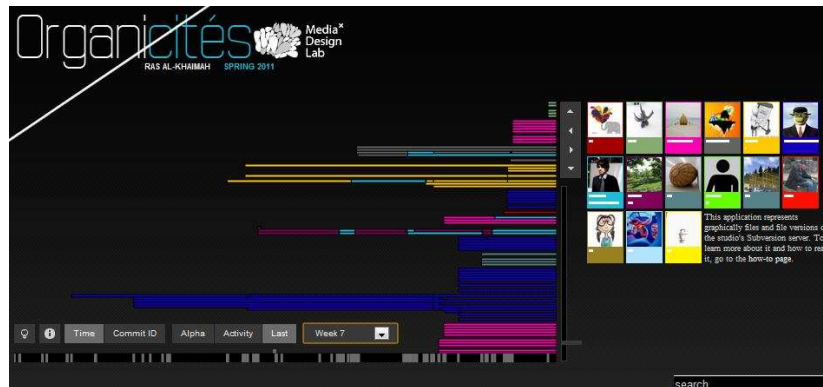 Organicités
Mediaˣ
Design
Lab
RAS AL-KHAIMAH SPRING 2011
This application represents
graphically files and file versions o
the studio's Subversion server. To
learn more about it and how to rea
it, go to the how-to page.
Time Commit ID Alpha Activity Last Week 7
search